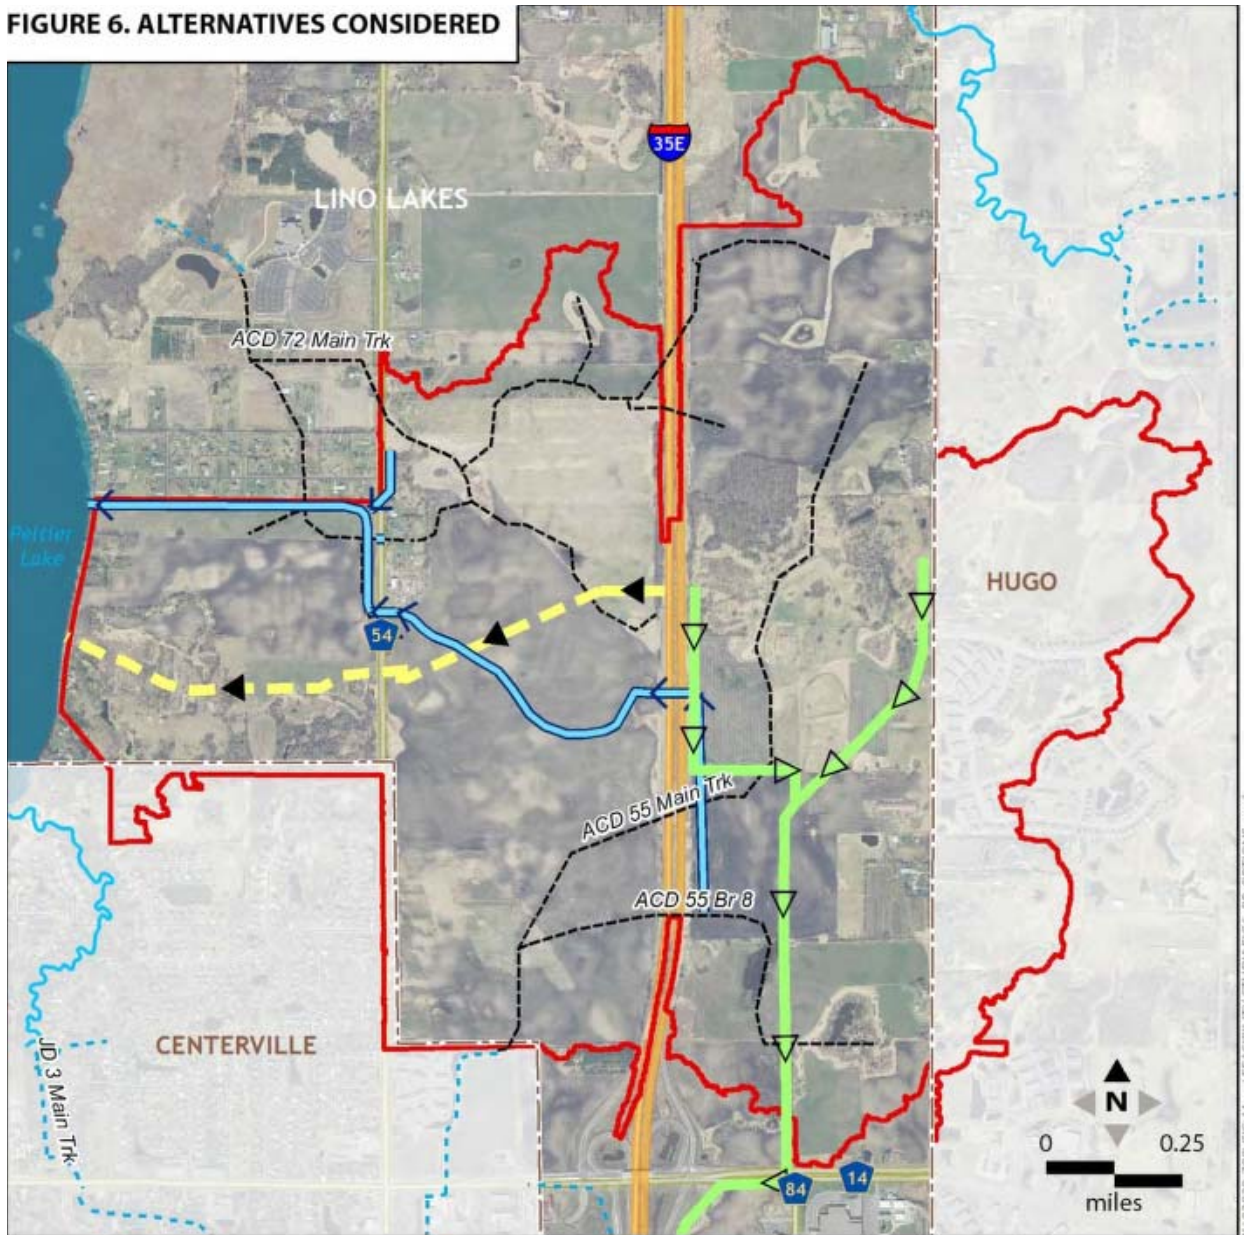 FIGURE 6. ALTERNATIVES CONSIDERED
35E
LINO LAKES
ACD 72 Main Trk
Peltier
Lake
HUGO
54
ACD 55 Main Trk
ACD 55 Br 8
CENTERVILLE
JD 3 Main Trk
N
0 0.25
miles
84
14